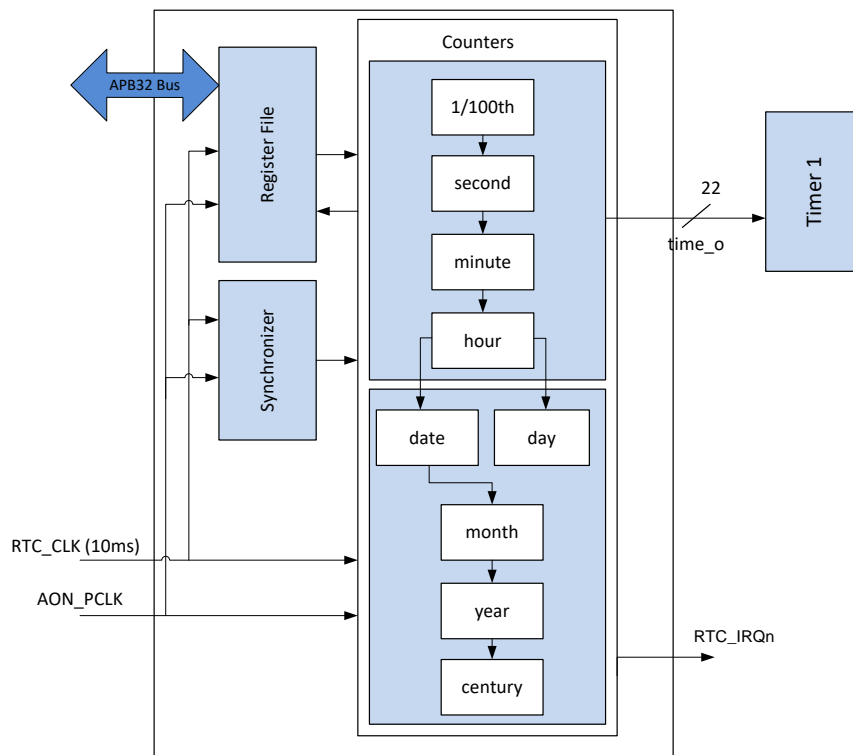 Counters
APB32 Bus
Register File
1/100th
second
minute
hour
22
time_o
Timer 1
Synchronizer
date
day
month
year
century
RTC_CLK (10ms)
AON_PCLK
RTC_IRQn